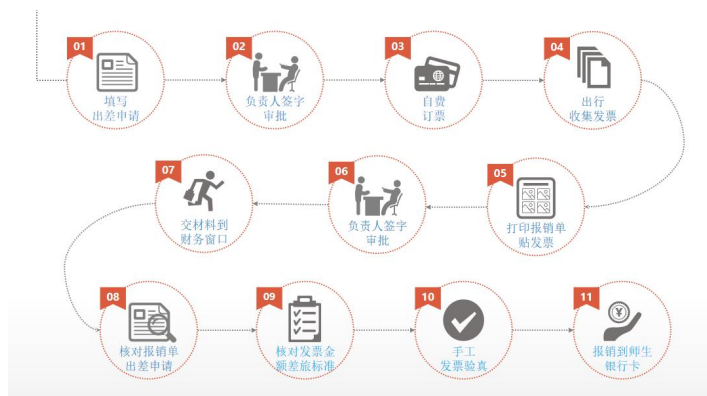 01
填写
出差申请
02
负责人签字
审批
03
自费
订票
04
出行
收集发票
05
打印报销单
贴发票
06
负责人签字
审批
07
交材料到
财务窗口
08
核对报销单
出差申请
09
核对发票金
额差旅标准
10
手工
发票验真
11
报销到师生
银行卡